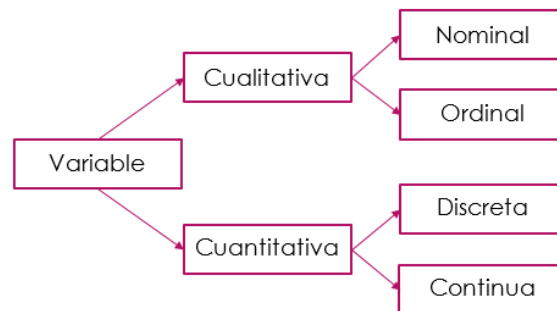 Nominal
Cualitativa
Ordinal
Variable
Discreta
Cuantitativa
Continua